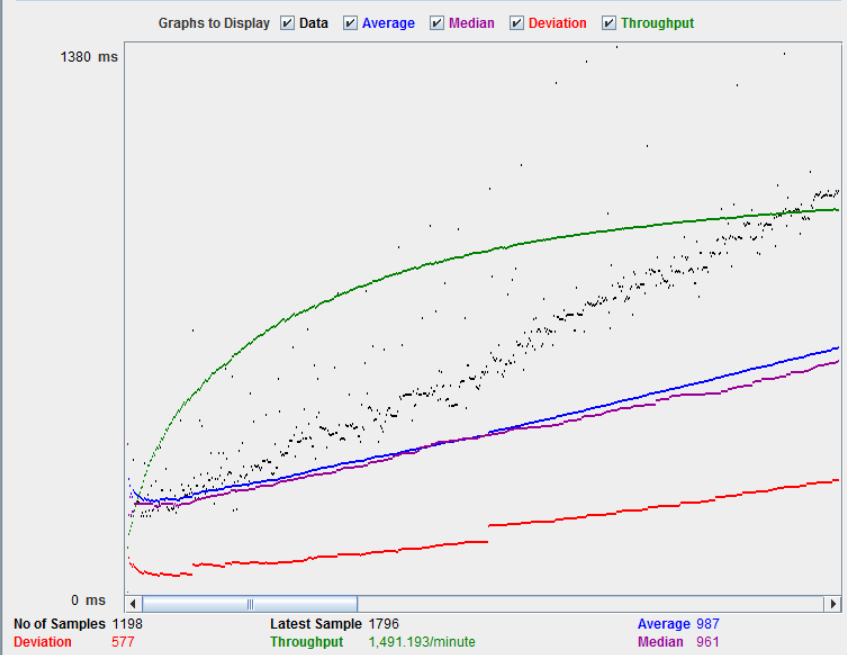 Graphs to Display Data Average Median Deviation Throughput
1380 ms
0 ms
No of Samples 1198 Latest Sample 1796 Average 987
Deviation 577 Throughput 1,491.193/minute Median 961